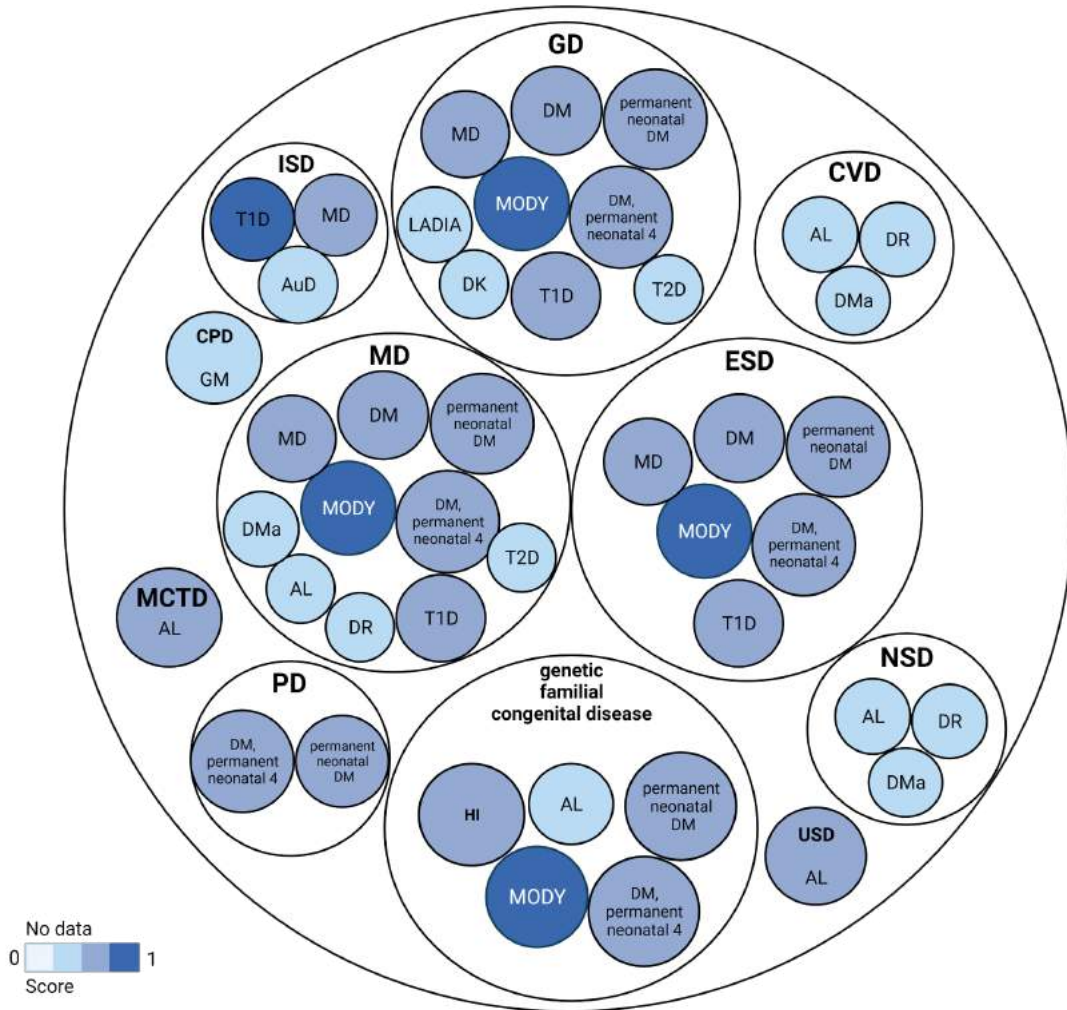 GD
DM
permanent
neonatal
DM
MD
MODY
DM,
permanent
neonatal 4
LADIA
DK
T1D
T2D
ISD
T1D
MD
AuD
CVD
AL
DR
DMa
CPD
GM
MD
DM
permanent
neonatal
DM
MD
MODY
DM,
permanent
neonatal 4
DMa
T2D
AL
DR
T1D
ESD
DM
permanent
neonatal
DM
MD
MODY
DM,
permanent
neonatal 4
T1D
MCTD
AL
PD
DM,
permanent
neonatal 4
permanent
neonatal
DM
genetic
familial
congenital disease
HI
AL
permanent
neonatal
DM
MODY
DM,
permanent
neonatal 4
NSD
AL
DR
DMa
USD
AL
No data
0 1
Score